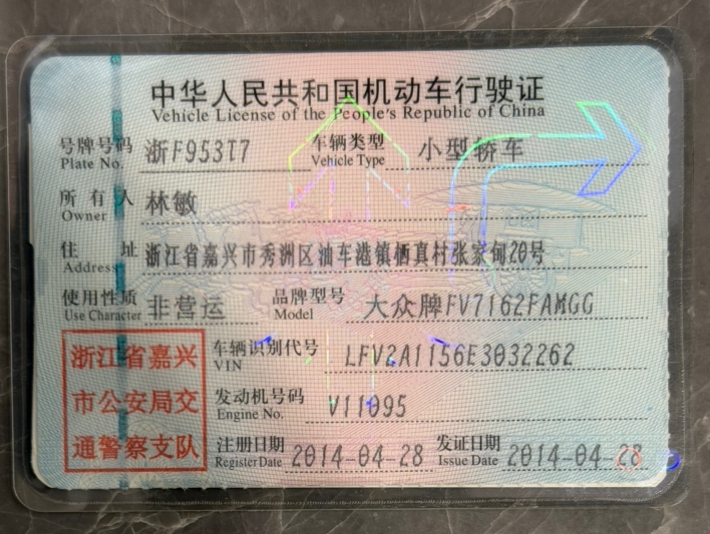 中华人民共和国机动车行驶证
Vehicle License of the People's Republic of China
号牌号码 浙F953T7 车辆类型 小型轿车
Plate No. Vehicle Type
所有人 林敏
Owner
住址 浙江省嘉兴市秀洲区油车港镇栖真村张家甸20号
Address
使用性质 非营运 品牌型号 大众牌FV7162FAMGG
Use Character Model
浙江省嘉兴 车辆识别代号 LFV2A1156E3032262
VIN
市公安局交 发动机号码 V11095
Engine No.
通警察支队 注册日期 2014-04-28 发证日期 2014-04-28
Register Date Issue Date